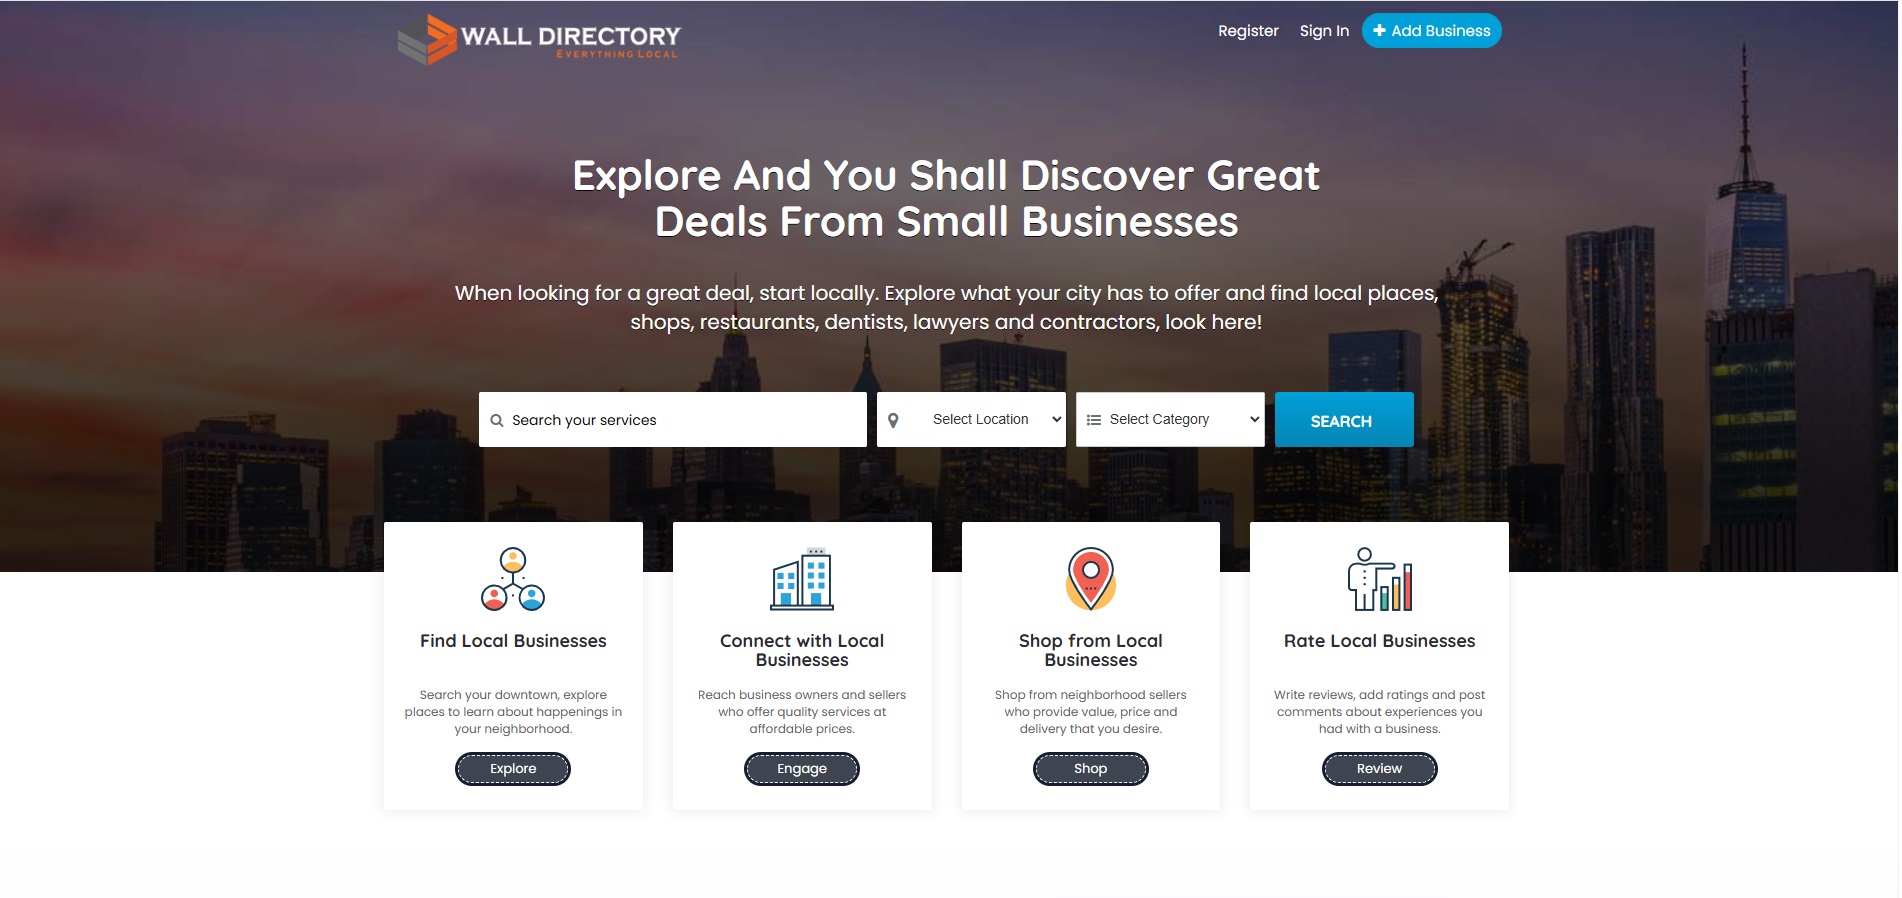 WALL DIRECTORY
EVERYTHING LOCAL
Register
Sign In
Add Business
Explore And You Shall Discover Great
Deals From Small Businesses
When looking for a great deal, start locally. Explore what your city has to offer and find local places,
shops, restaurants, dentists, lawyers and contractors, look here!
Search your services
Select Location
Select Category
SEARCH
Find Local Businesses
Search your downtown, explore
places to learn about happenings in
your neighborhood.
Explore
Connect with Local
Businesses
Reach business owners and sellers
who offer quality services at
affordable prices.
Engage
Shop from Local
Businesses
Shop from neighborhood sellers
who provide value, price and
delivery that you desire.
Shop
Rate Local Businesses
Write reviews, add ratings and post
comments about experiences you
had with a business.
Review